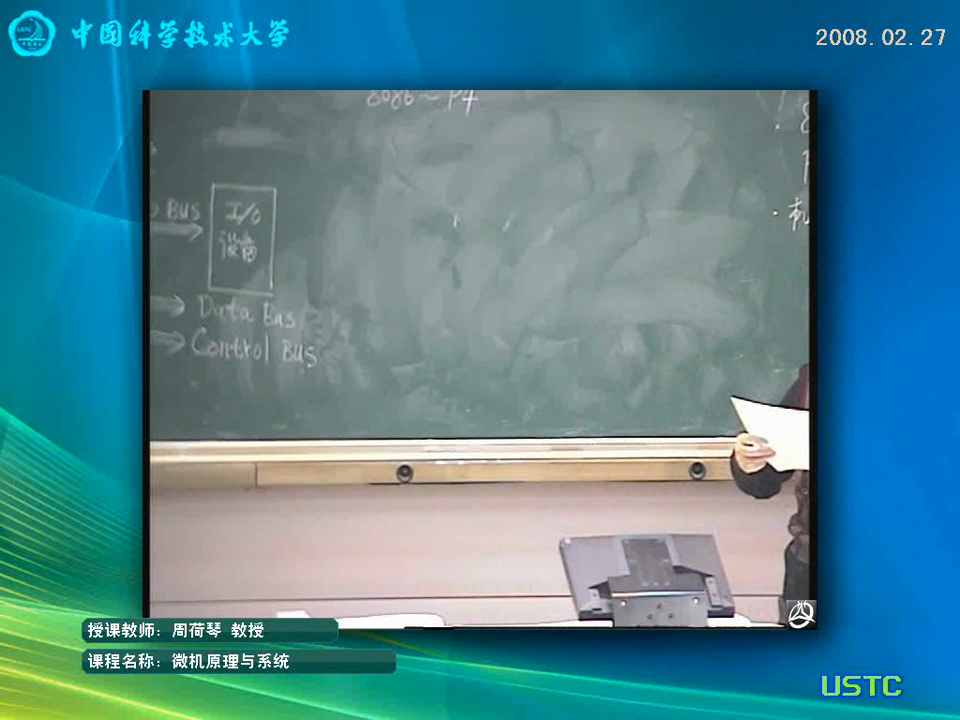 中国科学技术大学
2008.02.27
8086~P4
Bus
I/O
设备
Data Bus
Control Bus
· 机
授课教师：周荷琴 教授
课程名称：微机原理与系统
USTC